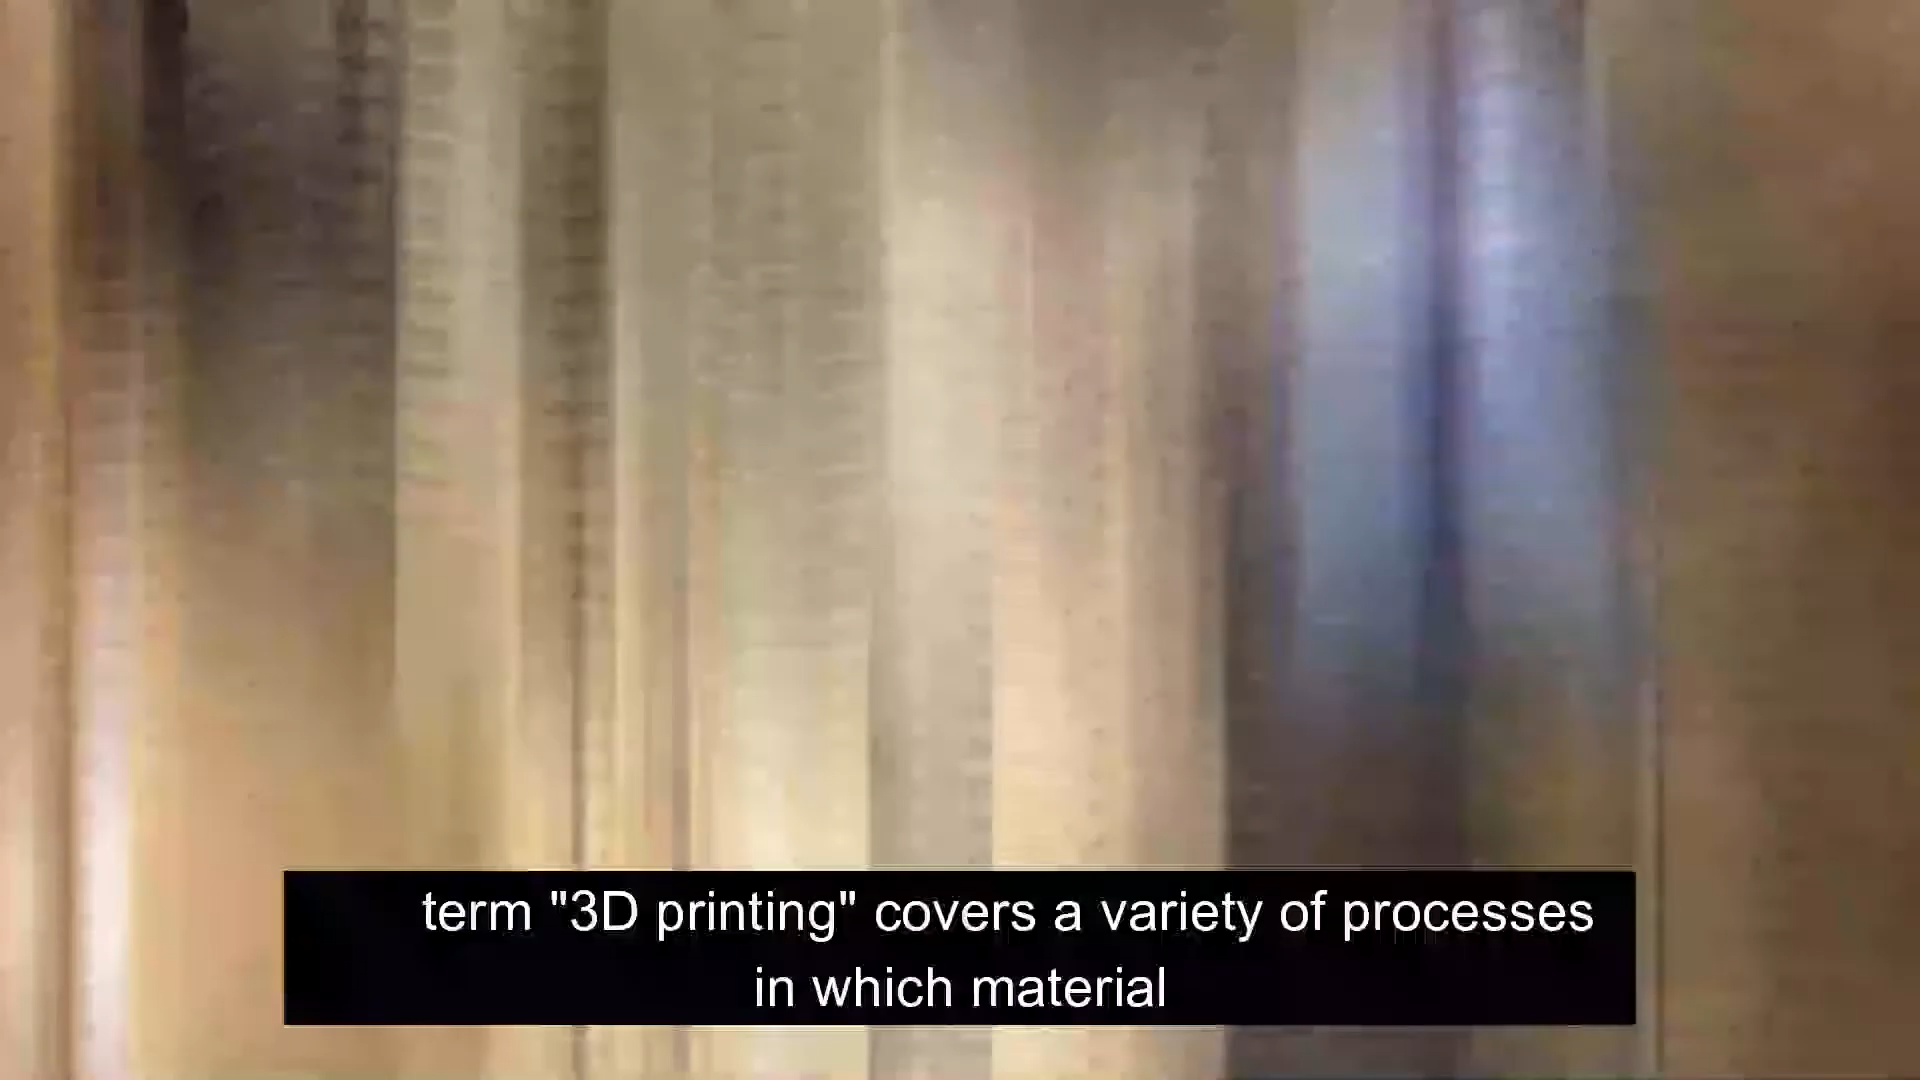 term "3D printing" covers a variety of processes
in which material